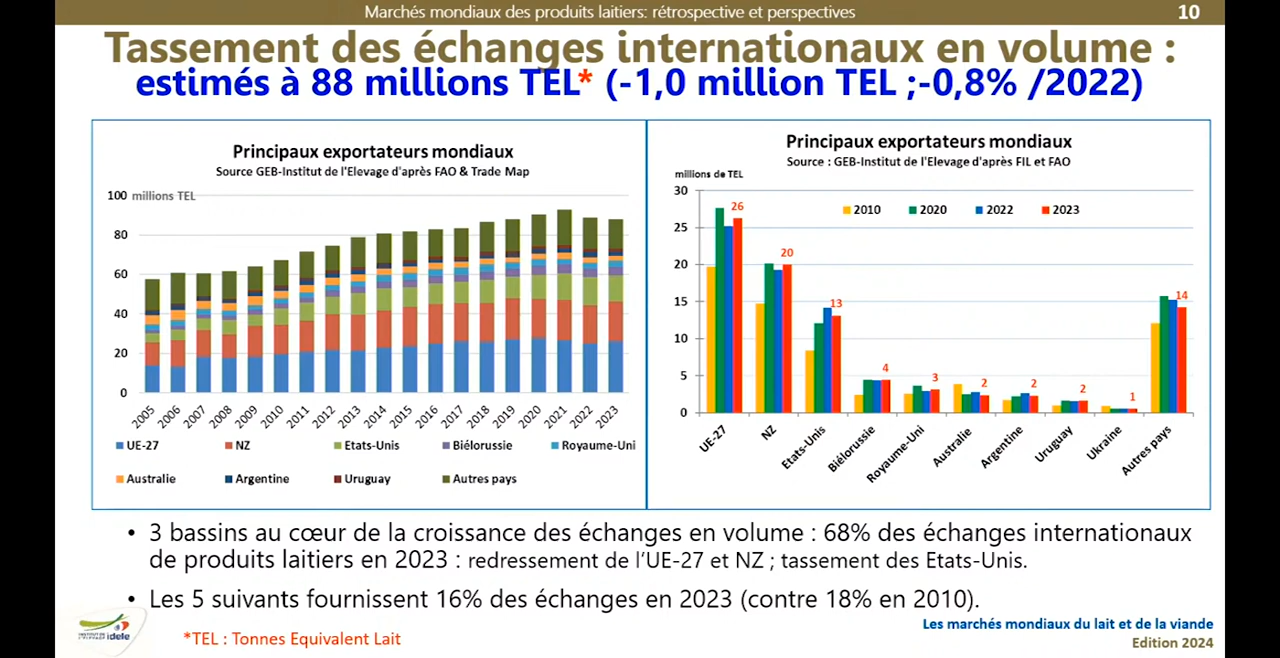 Marchés mondiaux des produits laitiers: rétrospective et perspectives
10
Tassement des échanges internationaux en volume :
estimés à 88 millions TEL* (-1,0 million TEL ;-0,8% /2022)
Principaux exportateurs mondiaux
Source GEB-Institut de l'Elevage d'après FAO & Trade Map
100 millions TEL
80
60
40
20
0
2005 2006 2007 2008 2009 2010 2011 2012 2013 2014 2015 2016 2017 2018 2019 2020 2021 2022 2023
UE-27 NZ Etats-Unis Biélorussie Royaume-Uni
Australie Argentine Uruguay Autres pays
Principaux exportateurs mondiaux
Source : GEB-Institut de l'Elevage d'après FIL et FAO
millions de TEL
30
25
20
15
10
5
0
2010 2020 2022 2023
26 20 13 4 3 2 2 2 1 14
UE-27 NZ Etats-Unis Biélorussie Royaume-Uni Australie Argentine Uruguay Ukraine Autres pays
• 3 bassins au cœur de la croissance des échanges en volume : 68% des échanges internationaux
de produits laitiers en 2023 : redressement de l'UE-27 et NZ ; tassement des Etats-Unis.
• Les 5 suivants fournissent 16% des échanges en 2023 (contre 18% en 2010).
idele
*TEL : Tonnes Equivalent Lait
Les marchés mondiaux du lait et de la viande
Edition 2024